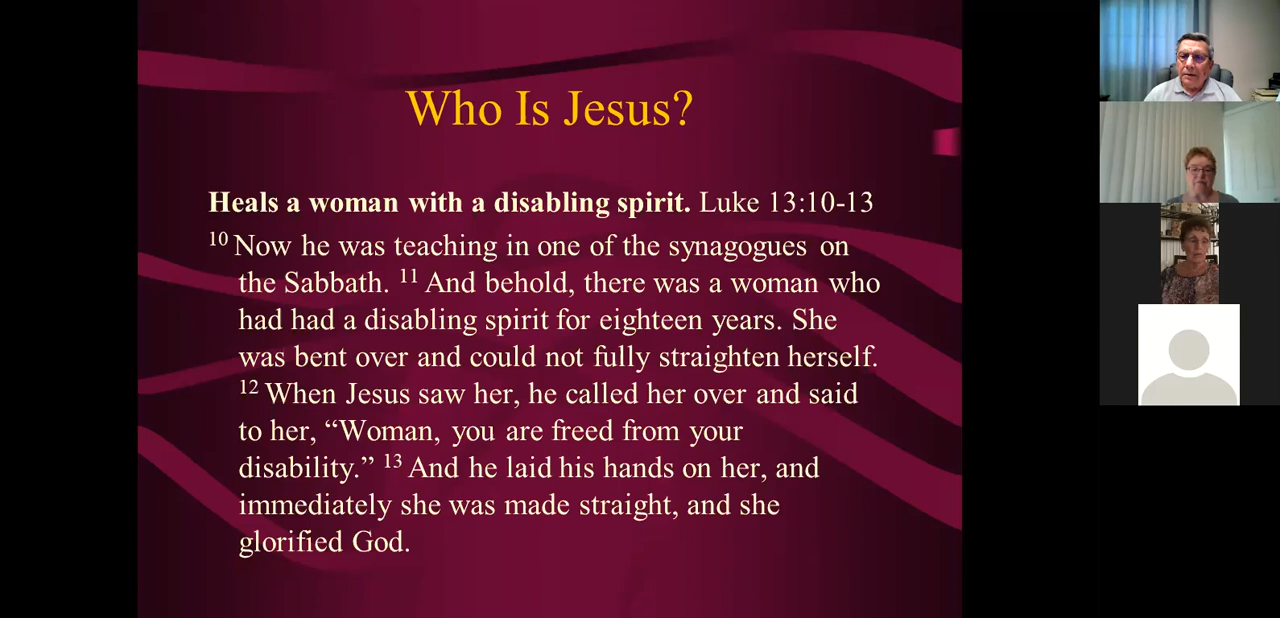 Who Is Jesus?
Heals a woman with a disabling spirit. Luke 13:10-13
10 Now he was teaching in one of the synagogues on
the Sabbath. 11 And behold, there was a woman who
had had a disabling spirit for eighteen years. She
was bent over and could not fully straighten herself.
12 When Jesus saw her, he called her over and said
to her, “Woman, you are freed from your
disability.” 13 And he laid his hands on her, and
immediately she was made straight, and she
glorified God.